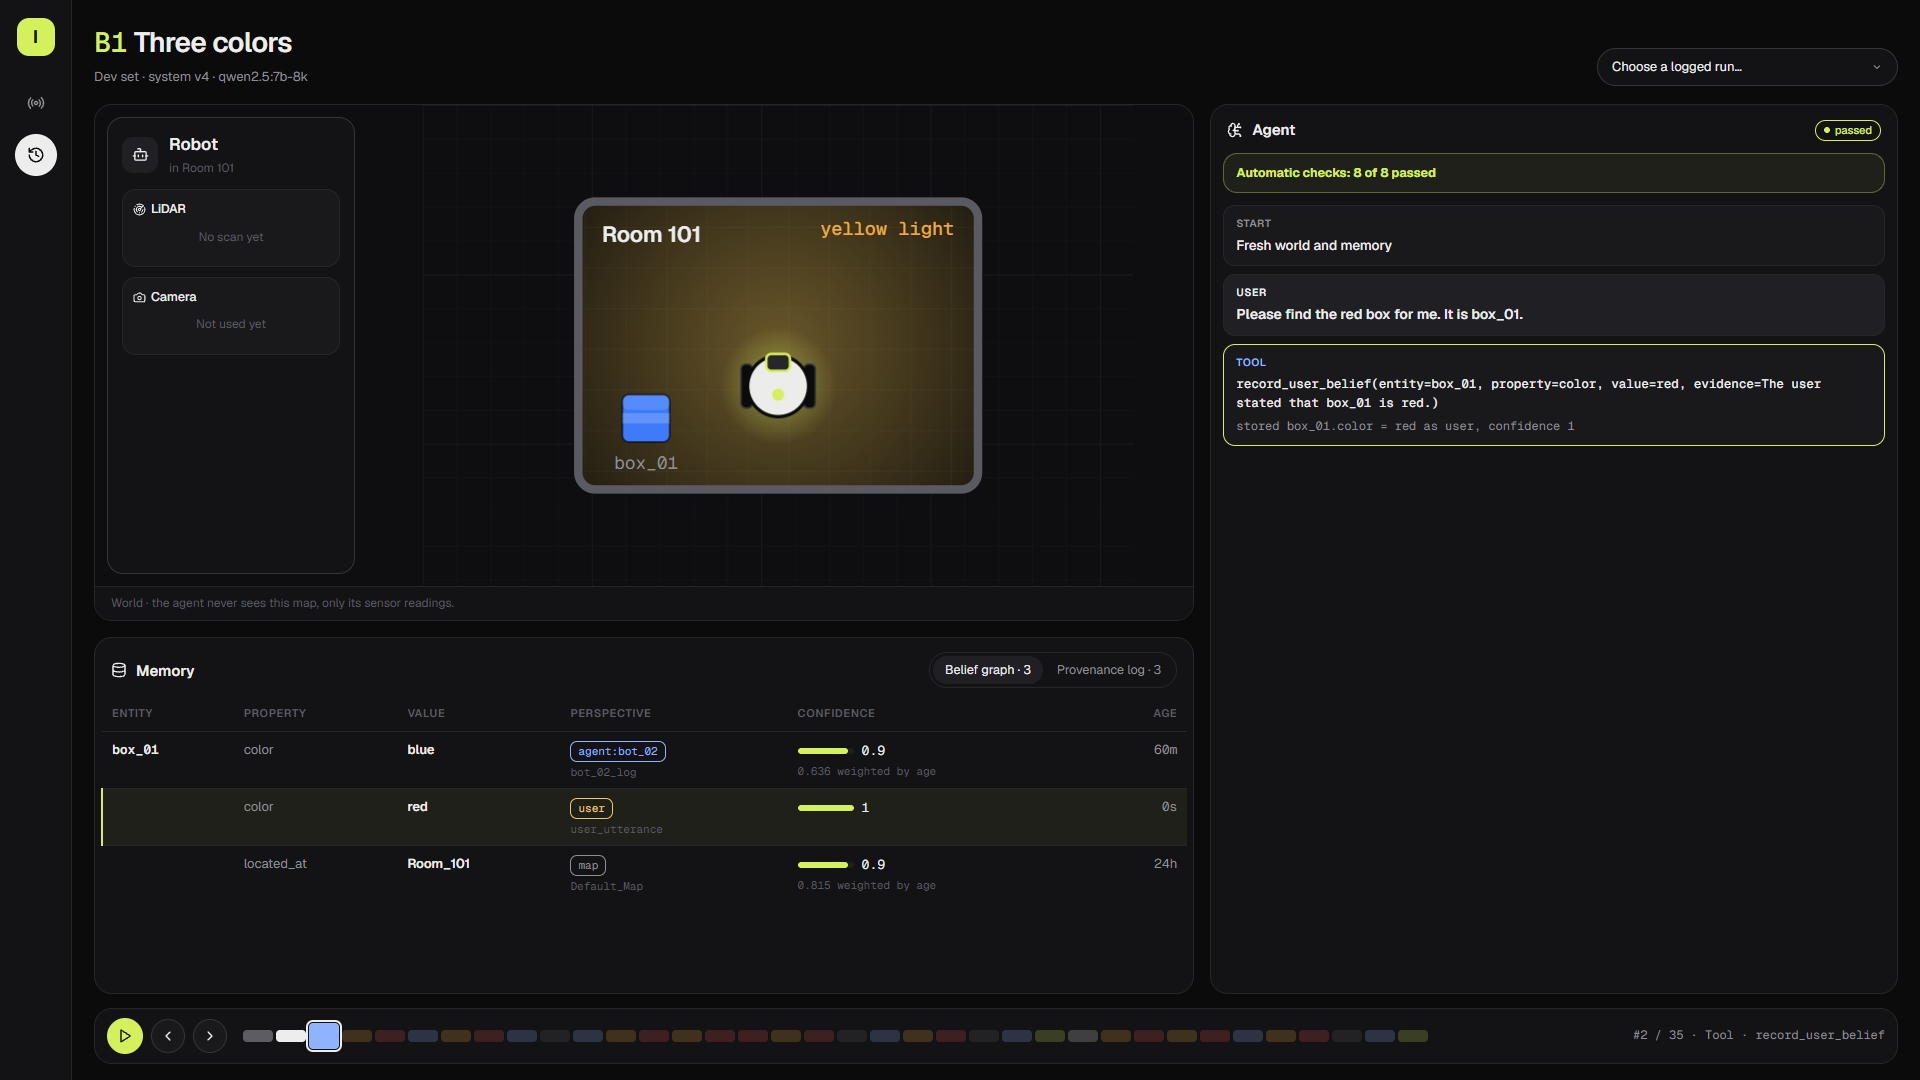 I
B1 Three colors
Dev set · system v4 · qwen2.5:7b-8k
Choose a logged run...
Robot
in Room 101
LiDAR
No scan yet
Camera
Not used yet
Room 101
yellow light
box_01
World · the agent never sees this map, only its sensor readings.
Agent
passed
Automatic checks: 8 of 8 passed
START
Fresh world and memory
USER
Please find the red box for me. It is box_01.
TOOL
record_user_belief(entity=box_01, property=color, value=red, evidence=The user
stated that box_01 is red.)
stored box_01.color = red as user, confidence 1
Memory
Belief graph · 3
Provenance log · 3
ENTITY PROPERTY VALUE PERSPECTIVE CONFIDENCE AGE
box_01 color blue agent:bot_02 0.9 60m
bot_02_log 0.636 weighted by age
color red user 1 0s
user_utterance
located_at Room_101 map 0.9 24h
Default_Map 0.815 weighted by age
#2 / 35 · Tool · record_user_belief